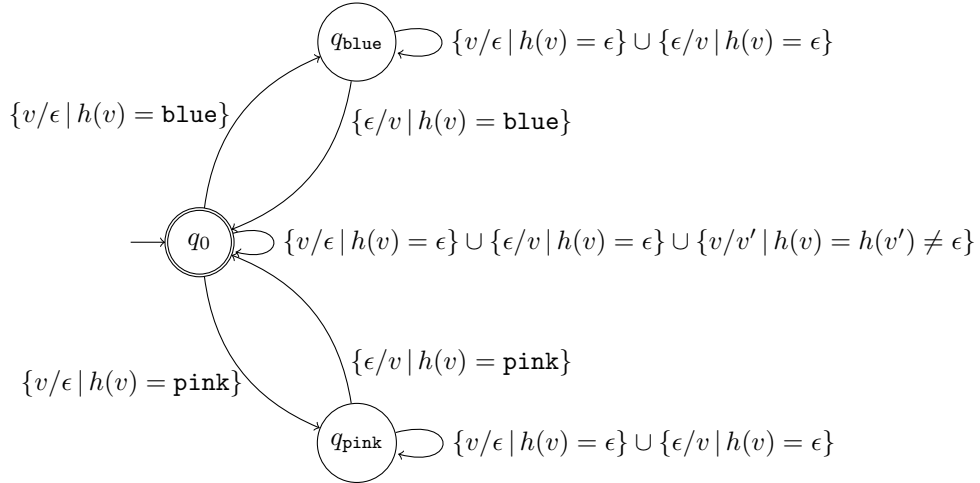 q_blue
{v/ϵ | h(v) = ϵ} ∪ {ϵ/v | h(v) = ϵ}
{v/ϵ | h(v) = blue}
{ϵ/v | h(v) = blue}
q_0
{v/ϵ | h(v) = ϵ} ∪ {ϵ/v | h(v) = ϵ} ∪ {v/v′ | h(v) = h(v′) ≠ ϵ}
{ϵ/v | h(v) = pink}
{v/ϵ | h(v) = pink}
q_pink
{v/ϵ | h(v) = ϵ} ∪ {ϵ/v | h(v) = ϵ}